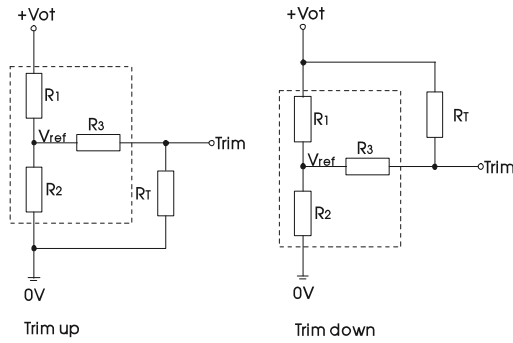 +Vot
R1
Vref
R3
Trim
R2
RT
0V
Trim up
+Vot
R1
RT
Vref
R3
Trim
R2
0V
Trim down